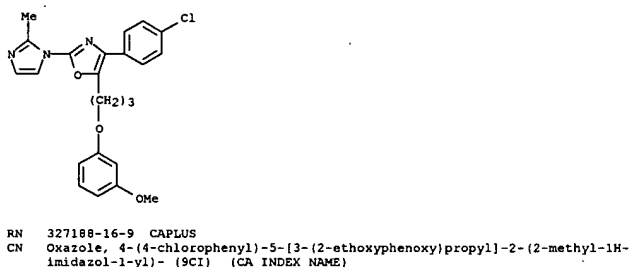 Me
Cl
N
N
N
O
(CH2)3
O
OMe
RN 327188-16-9 CAPLUS
CN Oxazole, 4-(4-chlorophenyl)-5-[3-(2-ethoxyphenoxy)propyl]-2-(2-methyl-1H-
imidazol-1-yl)- (9CI) (CA INDEX NAME)